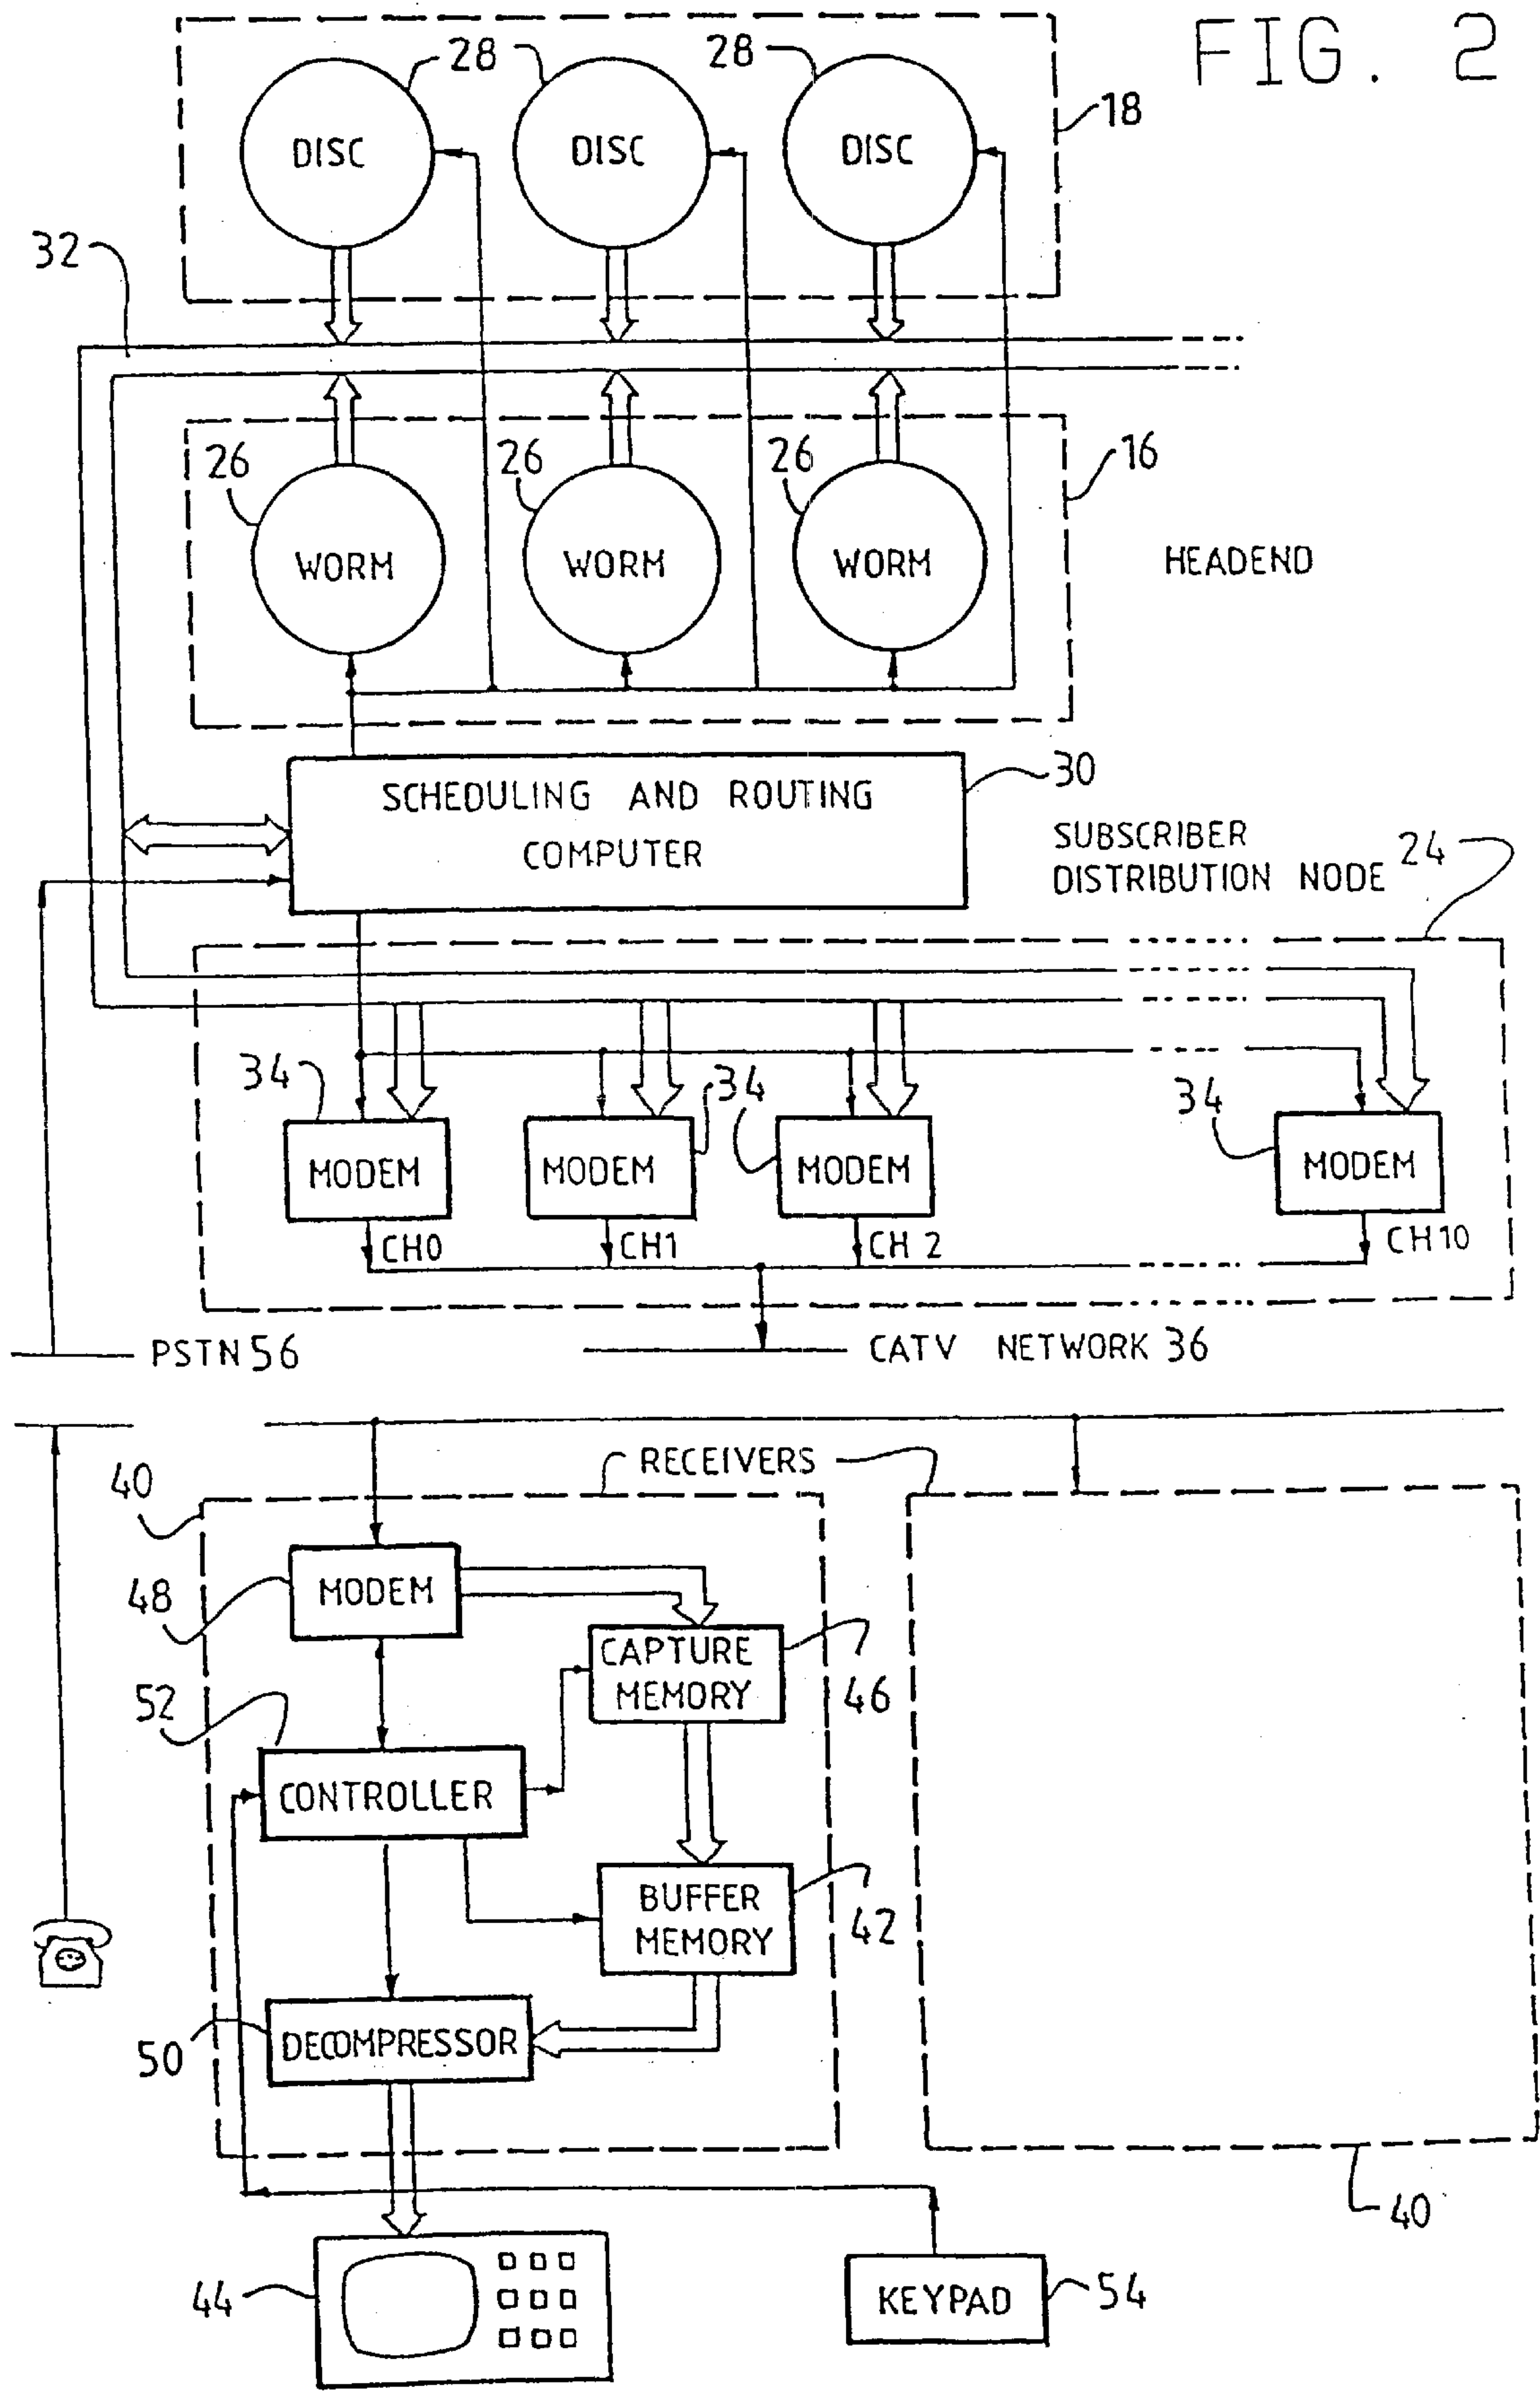 FIG. 2
28 28 28
DISC DISC DISC
18
32
26 26 26
16
WORM WORM WORM
HEADEND
SCHEDULING AND ROUTING
COMPUTER
30
SUBSCRIBER
DISTRIBUTION NODE 24
34 34 34
MODEM MODEM MODEM MODEM
CH0 CH1 CH2 CH10
PSTN 56
CATV NETWORK 36
RECEIVERS
40
MODEM
48
CAPTURE
MEMORY
46
52
CONTROLLER
BUFFER
MEMORY
42
DECOMPRESSOR
50
40
44
KEYPAD
54